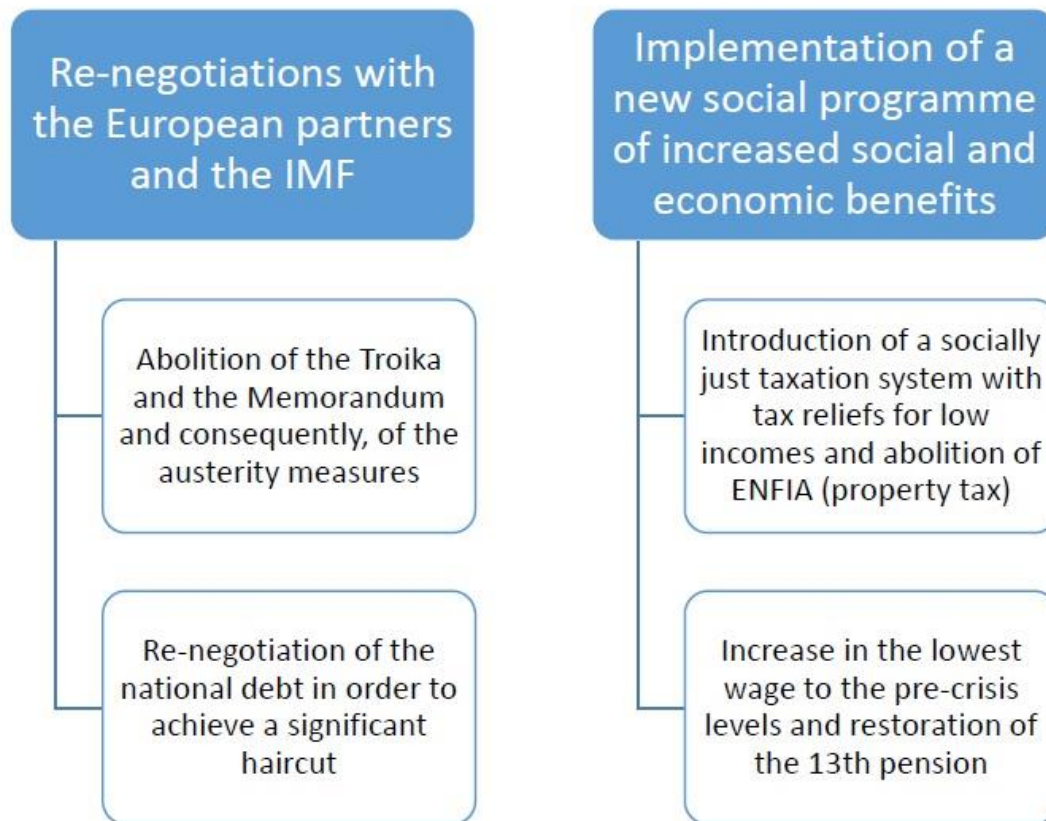 Re-negotiations with
the European partners
and the IMF
Abolition of the Troika
and the Memorandum
and consequently, of the
austerity measures
Re-negotiation of the
national debt in order to
achieve a significant
haircut
Implementation of a
new social programme
of increased social and
economic benefits
Introduction of a socially
just taxation system with
tax reliefs for low
incomes and abolition of
ENFIA (property tax)
Increase in the lowest
wage to the pre-crisis
levels and restoration of
the 13th pension